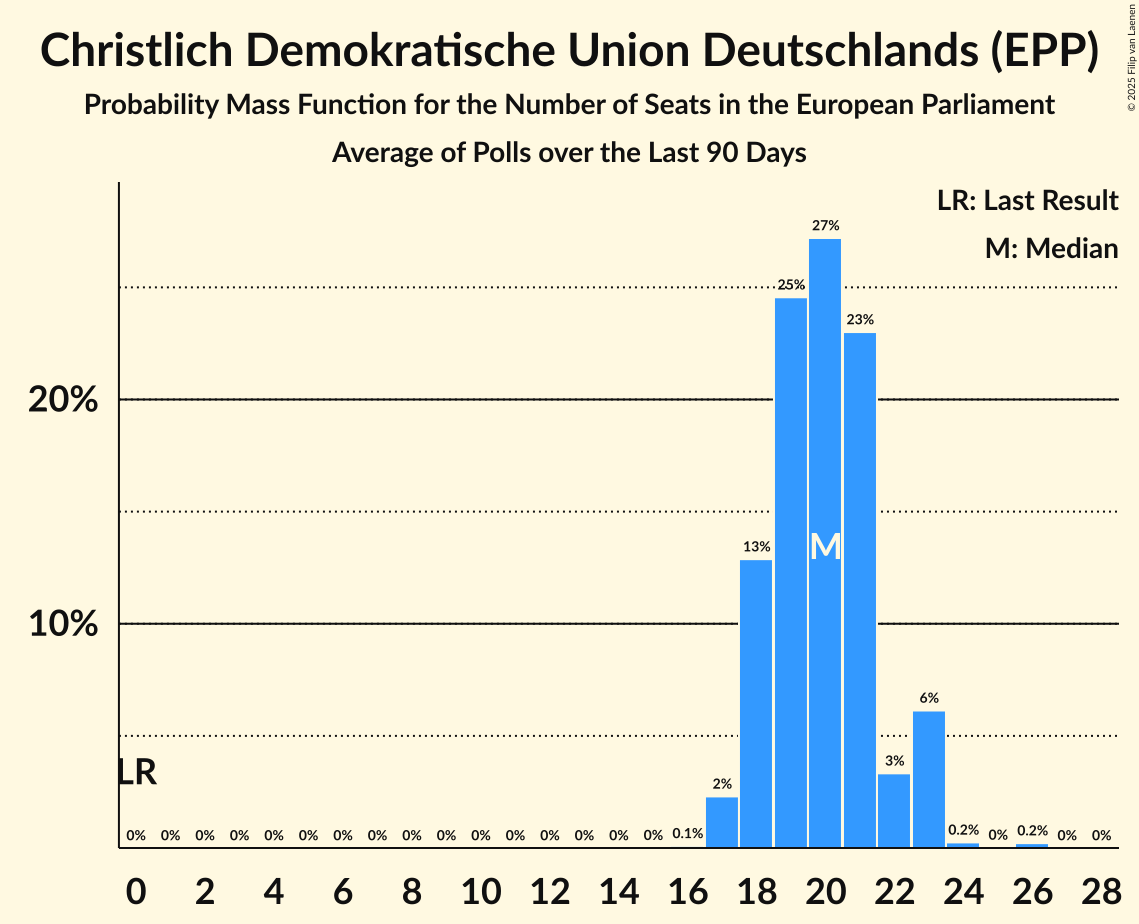 Christlich Demokratische Union Deutschlands (EPP)
Probability Mass Function for the Number of Seats in the European Parliament
Average of Polls over the Last 90 Days
© 2025 Filip van Laenen
LR: Last Result
M: Median
27%
25%
23%
20%
13%
M
10%
6%
LR
3%
2%
0% 0% 0% 0% 0% 0% 0% 0% 0% 0% 0% 0% 0% 0% 0% 0% 0.1% 0.2% 0% 0.2% 0% 0%
0 2 4 6 8 10 12 14 16 18 20 22 24 26 28